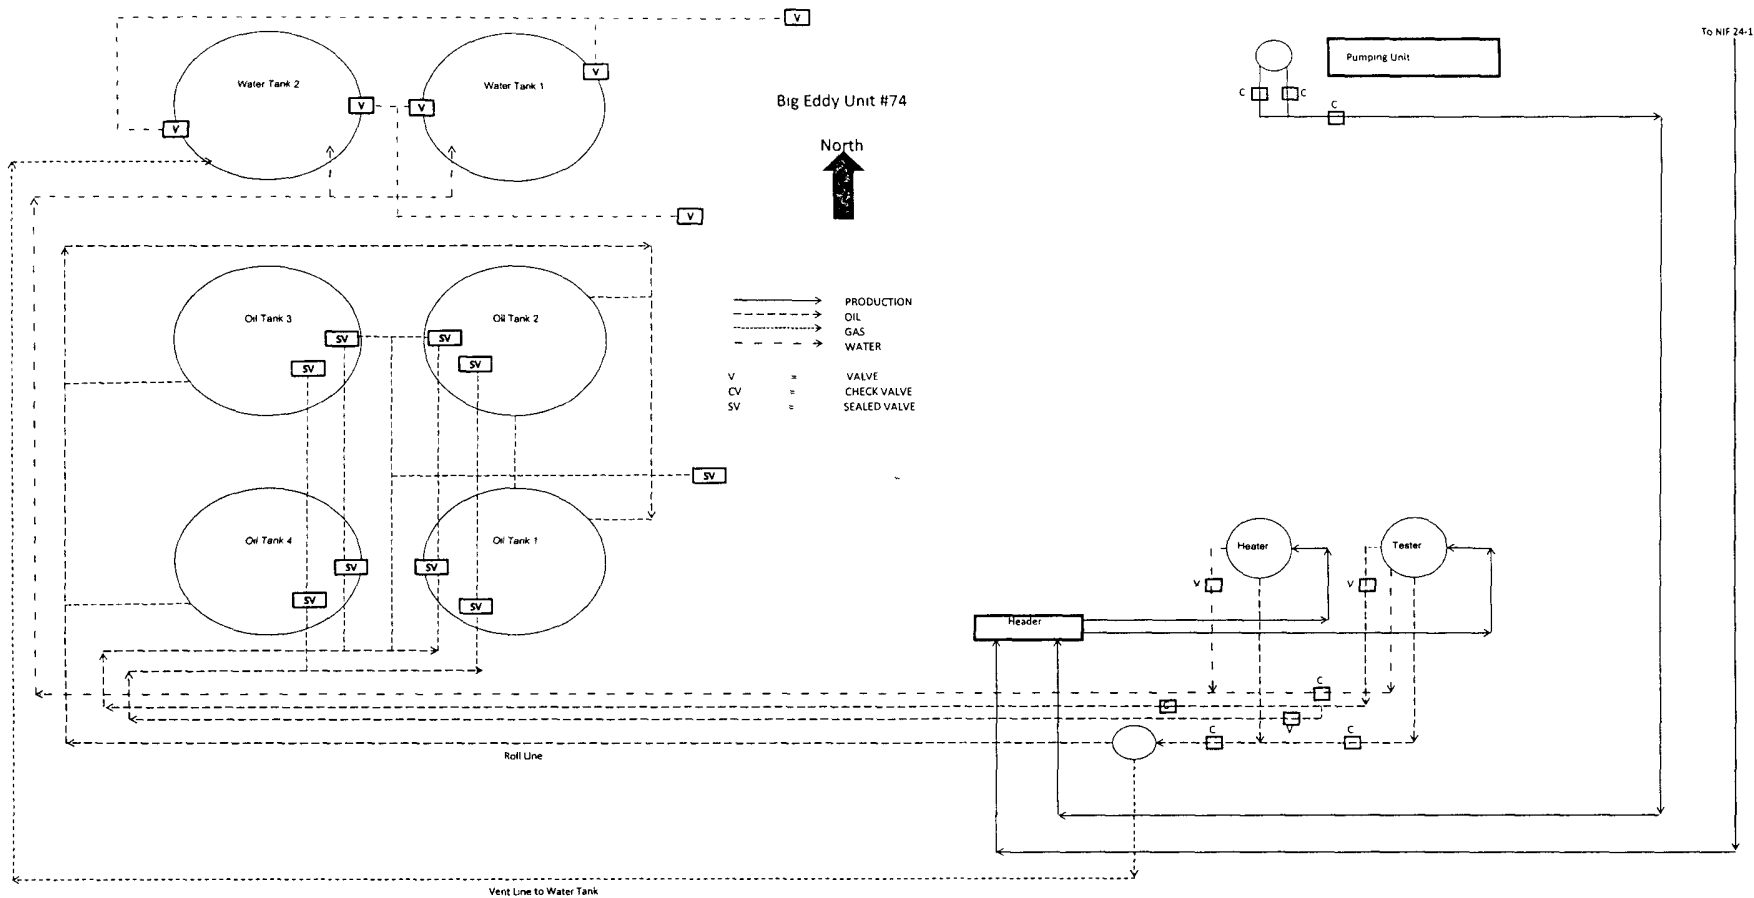 V
To NIF 24-1
Pumping Unit
Water Tank 2
Water Tank 1
V
V
V
V
Big Eddy Unit #74
C
C
C
North
V
Oil Tank 3
Oil Tank 2
SV
SV
SV
SV
PRODUCTION
OIL
GAS
WATER
V = VALVE
CV = CHECK VALVE
SV = SEALED VALVE
SV
Oil Tank 4
Oil Tank 1
SV
SV
SV
SV
Heater
Tester
V
V
Header
C
C
V
C
C
Roll Line
Vent Line to Water Tank